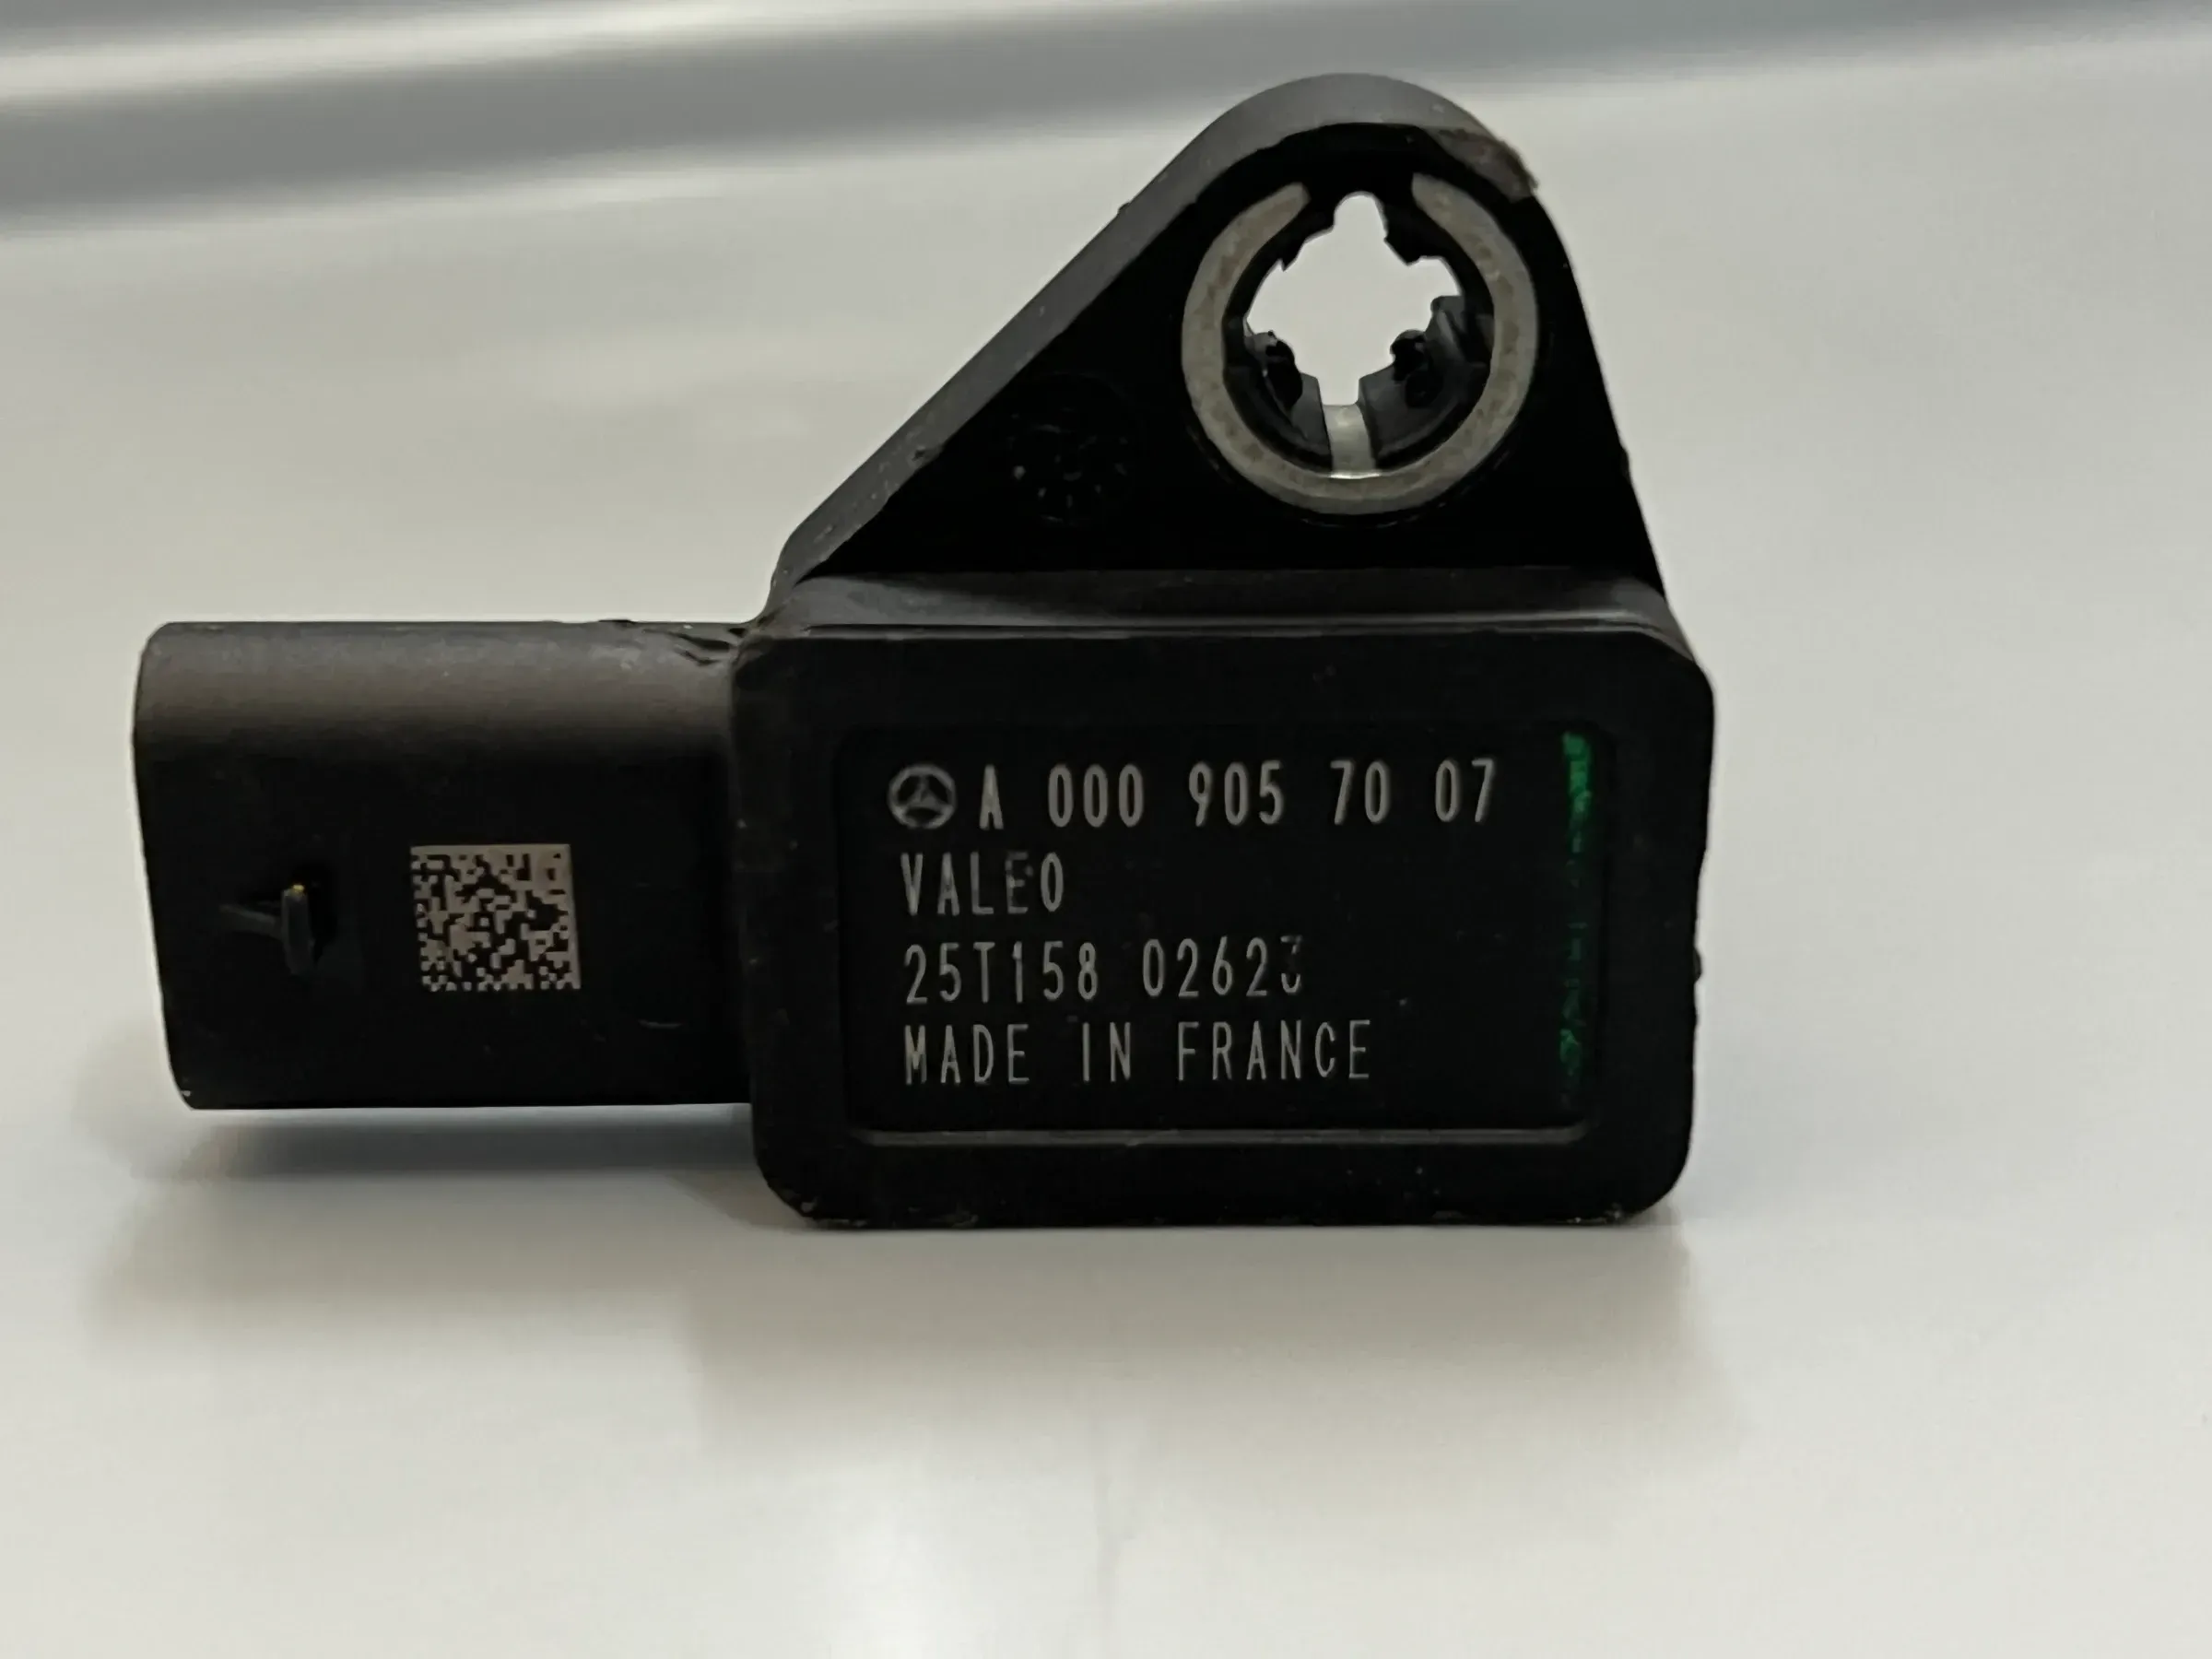 A 000 905 70 07
VALEO
25T158 02623
MADE IN FRANCE